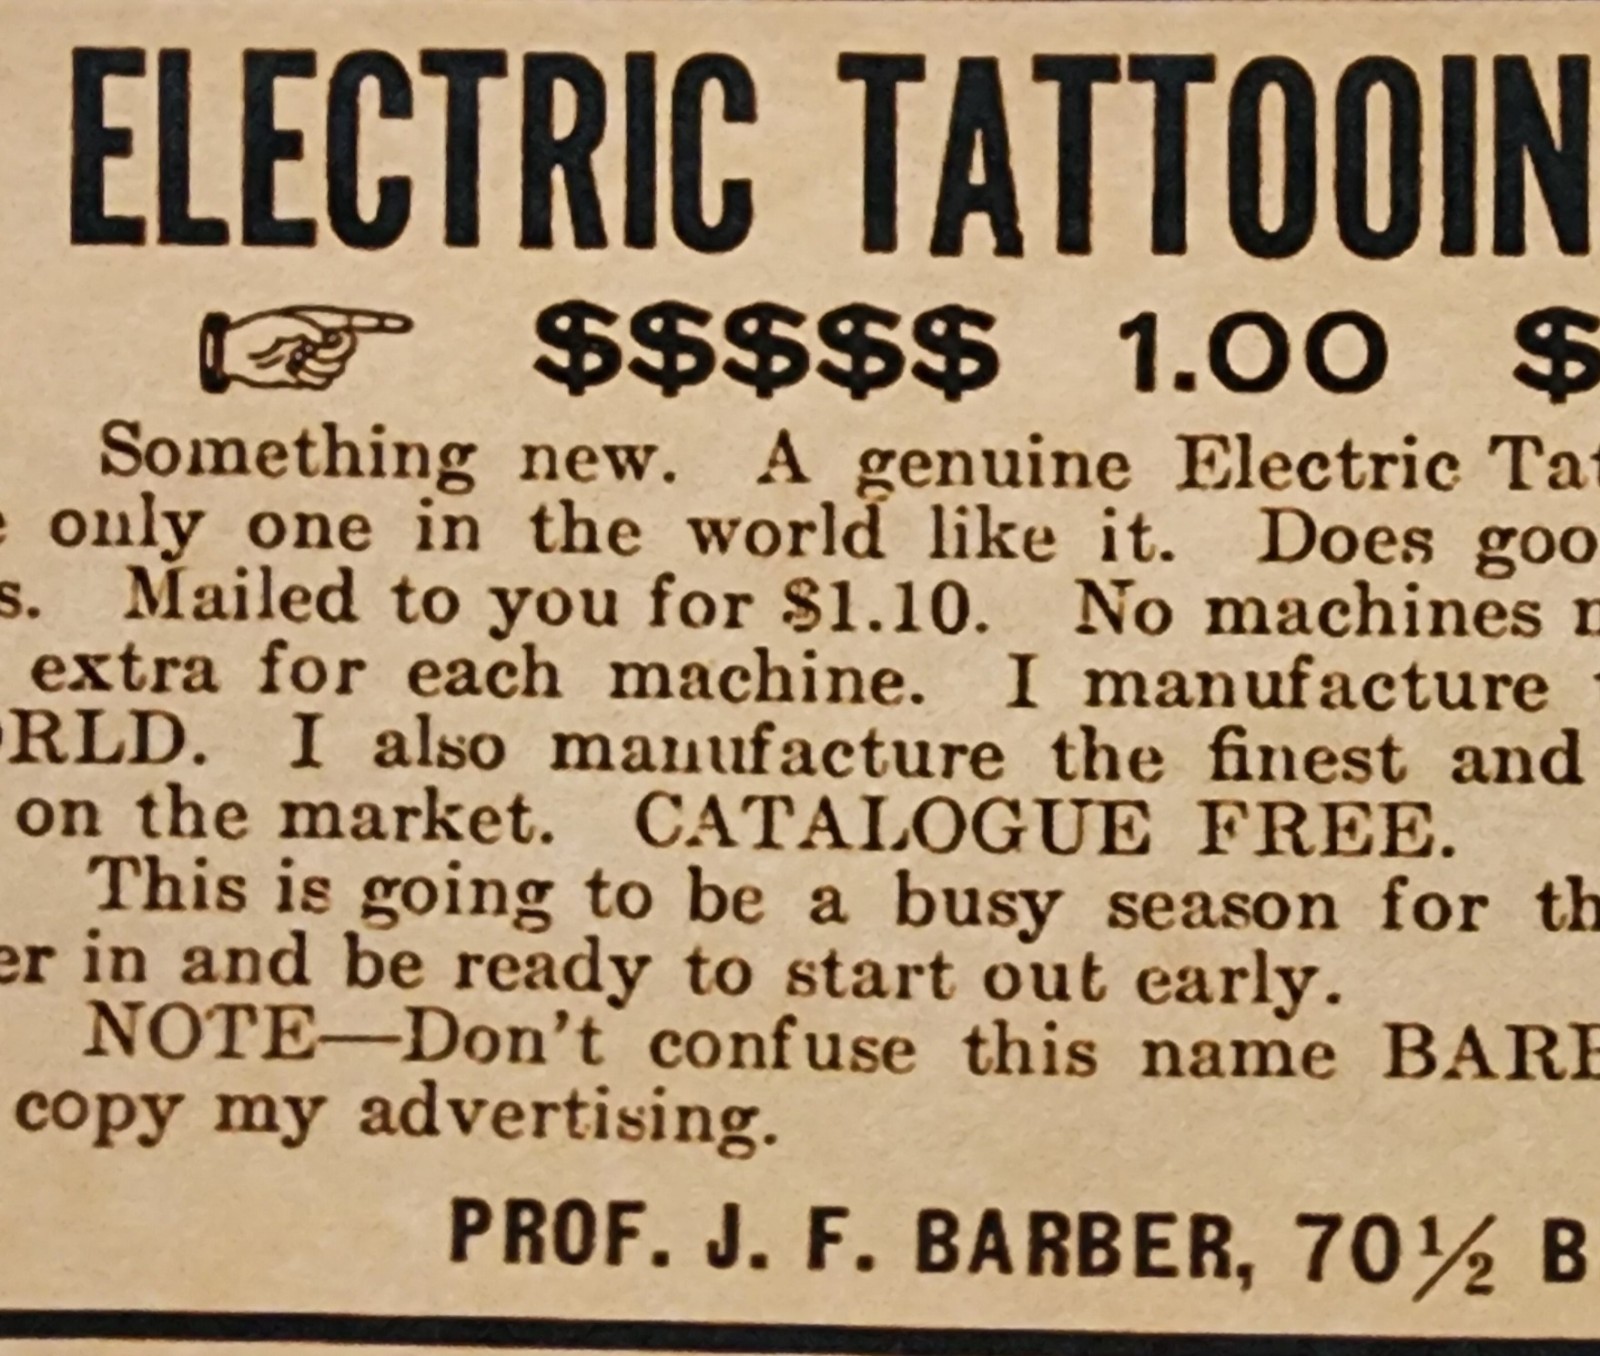 ELECTRIC TATTOOIN
$$$$$ 1.00 $
Something new. A genuine Electric Tat
only one in the world like it. Does goo
s. Mailed to you for $1.10. No machines
extra for each machine. I manufacture
ORLD. I also manufacture the finest and
on the market. CATALOGUE FREE.
This is going to be a busy season for th
er in and be ready to start out early.
NOTE—Don't confuse this name BARB
copy my advertising.
PROF. J. F. BARBER, 70½ B